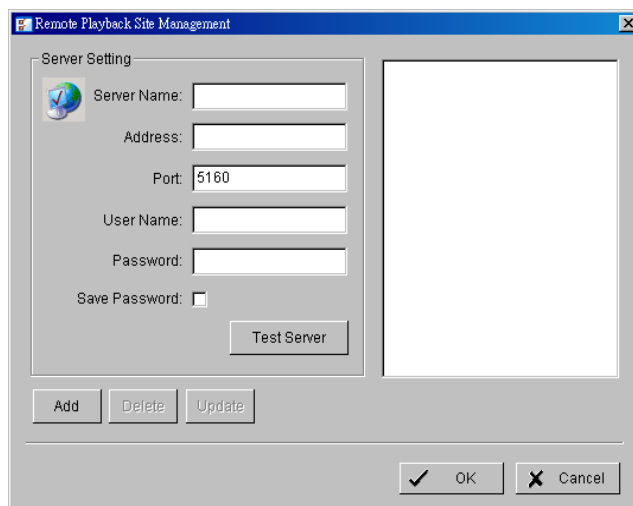 Remote Playback Site Management
Server Setting
Server Name:
Address:
Port: 5160
User Name:
Password:
Save Password:
Test Server
Add Delete Update
OK Cancel